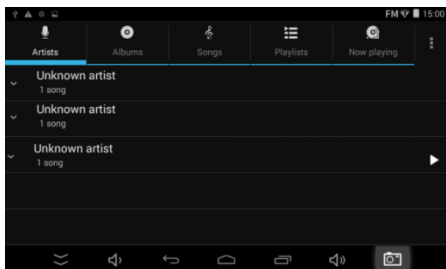 FM 15:00
Artists Albums Songs Playlists Now playing
Unknown artist
1 song
Unknown artist
1 song
Unknown artist
1 song